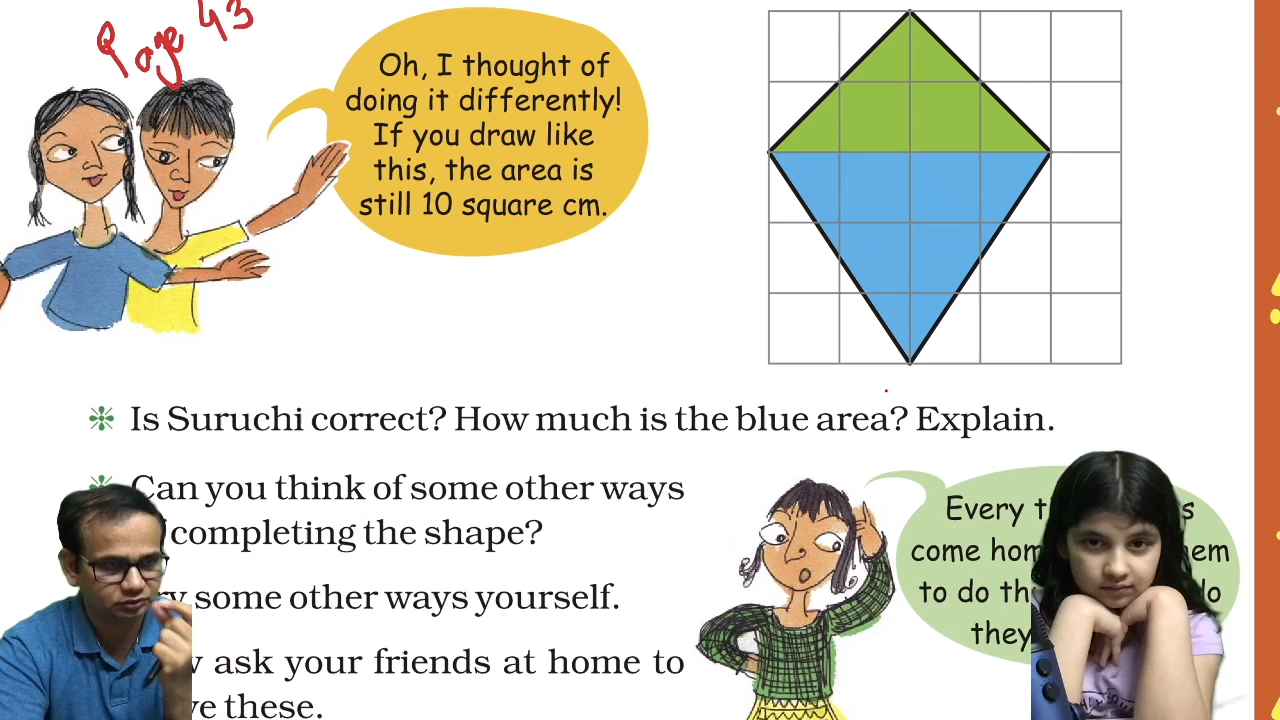 Page 43
Oh, I thought of
doing it differently!
If you draw like
this, the area is
still 10 square cm.
Is Suruchi correct? How much is the blue area? Explain.
Can you think of some other ways
completing the shape?
some other ways yourself.
ask your friends at home to
these.
Every
come
to do
they